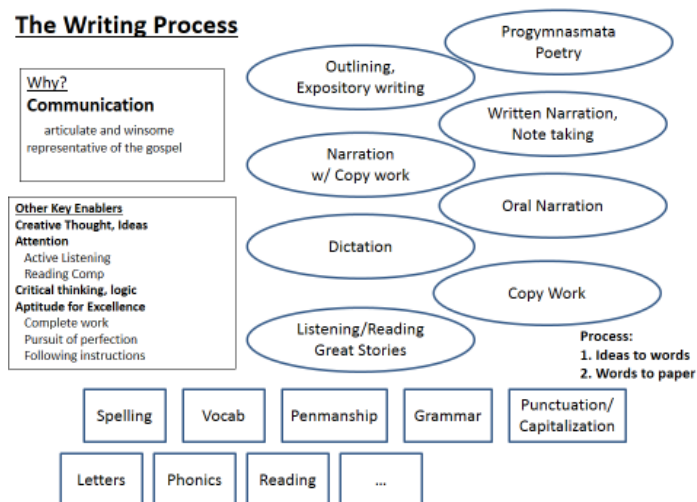 The Writing Process
Why?
Communication
articulate and winsome
representative of the gospel
Other Key Enablers
Creative Thought, Ideas
Attention
Active Listening
Reading Comp
Critical thinking, logic
Aptitude for Excellence
Complete work
Pursuit of perfection
Following instructions
Progymnasmata
Poetry
Outlining,
Expository writing
Written Narration,
Note taking
Narration
w/ Copy work
Oral Narration
Dictation
Copy Work
Listening/Reading
Great Stories
Process:
1. Ideas to words
2. Words to paper
Spelling
Vocab
Penmanship
Grammar
Punctuation/
Capitalization
Letters
Phonics
Reading
...